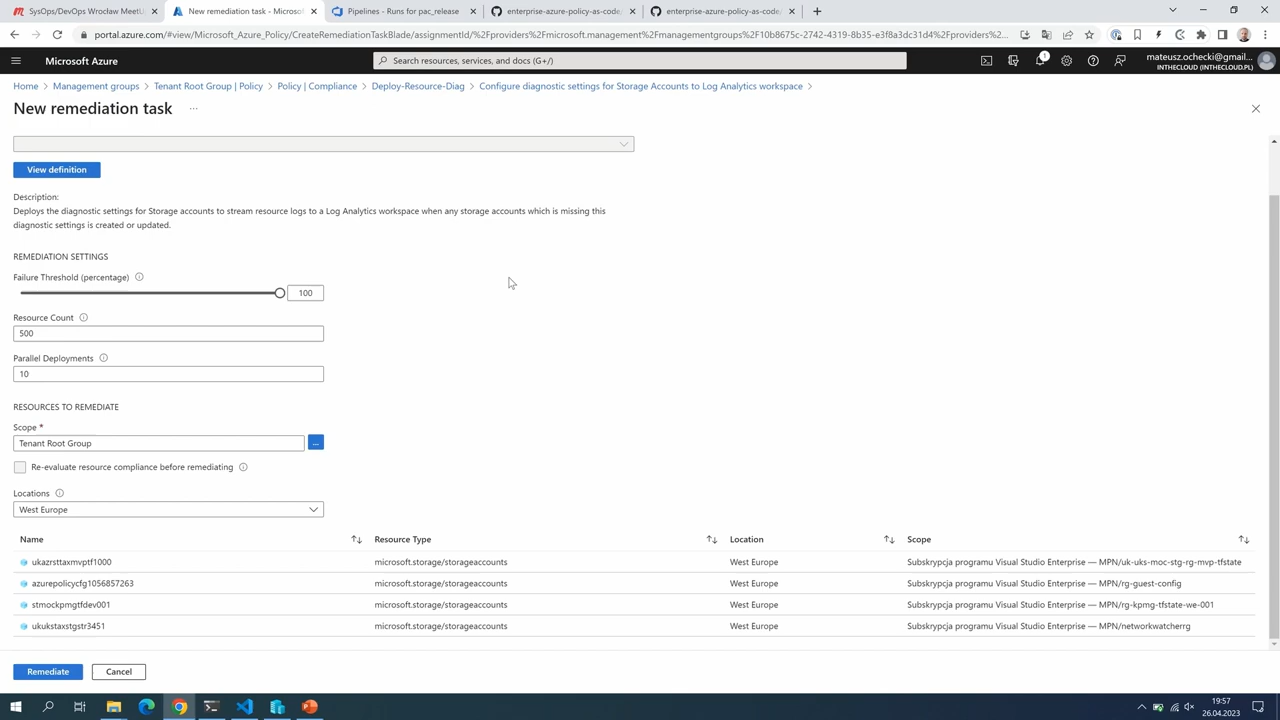 SysOps/DevOps Wrocław MeetU
New remediation task - Microsof
Pipelines - Runs for pac_release
enterprise-azure-policy-as-code/
enterprise-azure-policy-as-code/
portal.azure.com/#view/Microsoft_Azure_Policy/CreateRemediationTaskBlade/assignmentId/%2Fproviders%2Fmicrosoft.management%2Fmanagementgroups%2F10b8675c-2742-4319-8b35-e3f8a3dc31d4%2Fproviders...
Microsoft Azure
Search resources, services, and docs (G+/)
1
mateusz.ochecki@gmail....
INTHECLOUD (INTHECLOUD.PL)
Home > Management groups > Tenant Root Group | Policy > Policy | Compliance > Deploy-Resource-Diag > Configure diagnostic settings for Storage Accounts to Log Analytics workspace >
New remediation task ...
View definition
Description:
Deploys the diagnostic settings for Storage accounts to stream resource logs to a Log Analytics workspace when any storage accounts which is missing this
diagnostic settings is created or updated.
REMEDIATION SETTINGS
Failure Threshold (percentage)
100
Resource Count
500
Parallel Deployments
10
RESOURCES TO REMEDIATE
Scope *
Tenant Root Group
...
Re-evaluate resource compliance before remediating
Locations
West Europe
Name Resource Type Location Scope
ukazrsttaxmvptf1000 microsoft.storage/storageaccounts West Europe Subskrypcja programu Visual Studio Enterprise — MPN/uk-uks-moc-stg-rg-mvp-tfstate
azurepolicycfg1056857263 microsoft.storage/storageaccounts West Europe Subskrypcja programu Visual Studio Enterprise — MPN/rg-guest-config
stmockpmgtfdev001 microsoft.storage/storageaccounts West Europe Subskrypcja programu Visual Studio Enterprise — MPN/rg-kpmg-tfstate-we-001
ukukstaxstgstr3451 microsoft.storage/storageaccounts West Europe Subskrypcja programu Visual Studio Enterprise — MPN/networkwatcherrg
Remediate Cancel
19:57
26.04.2023